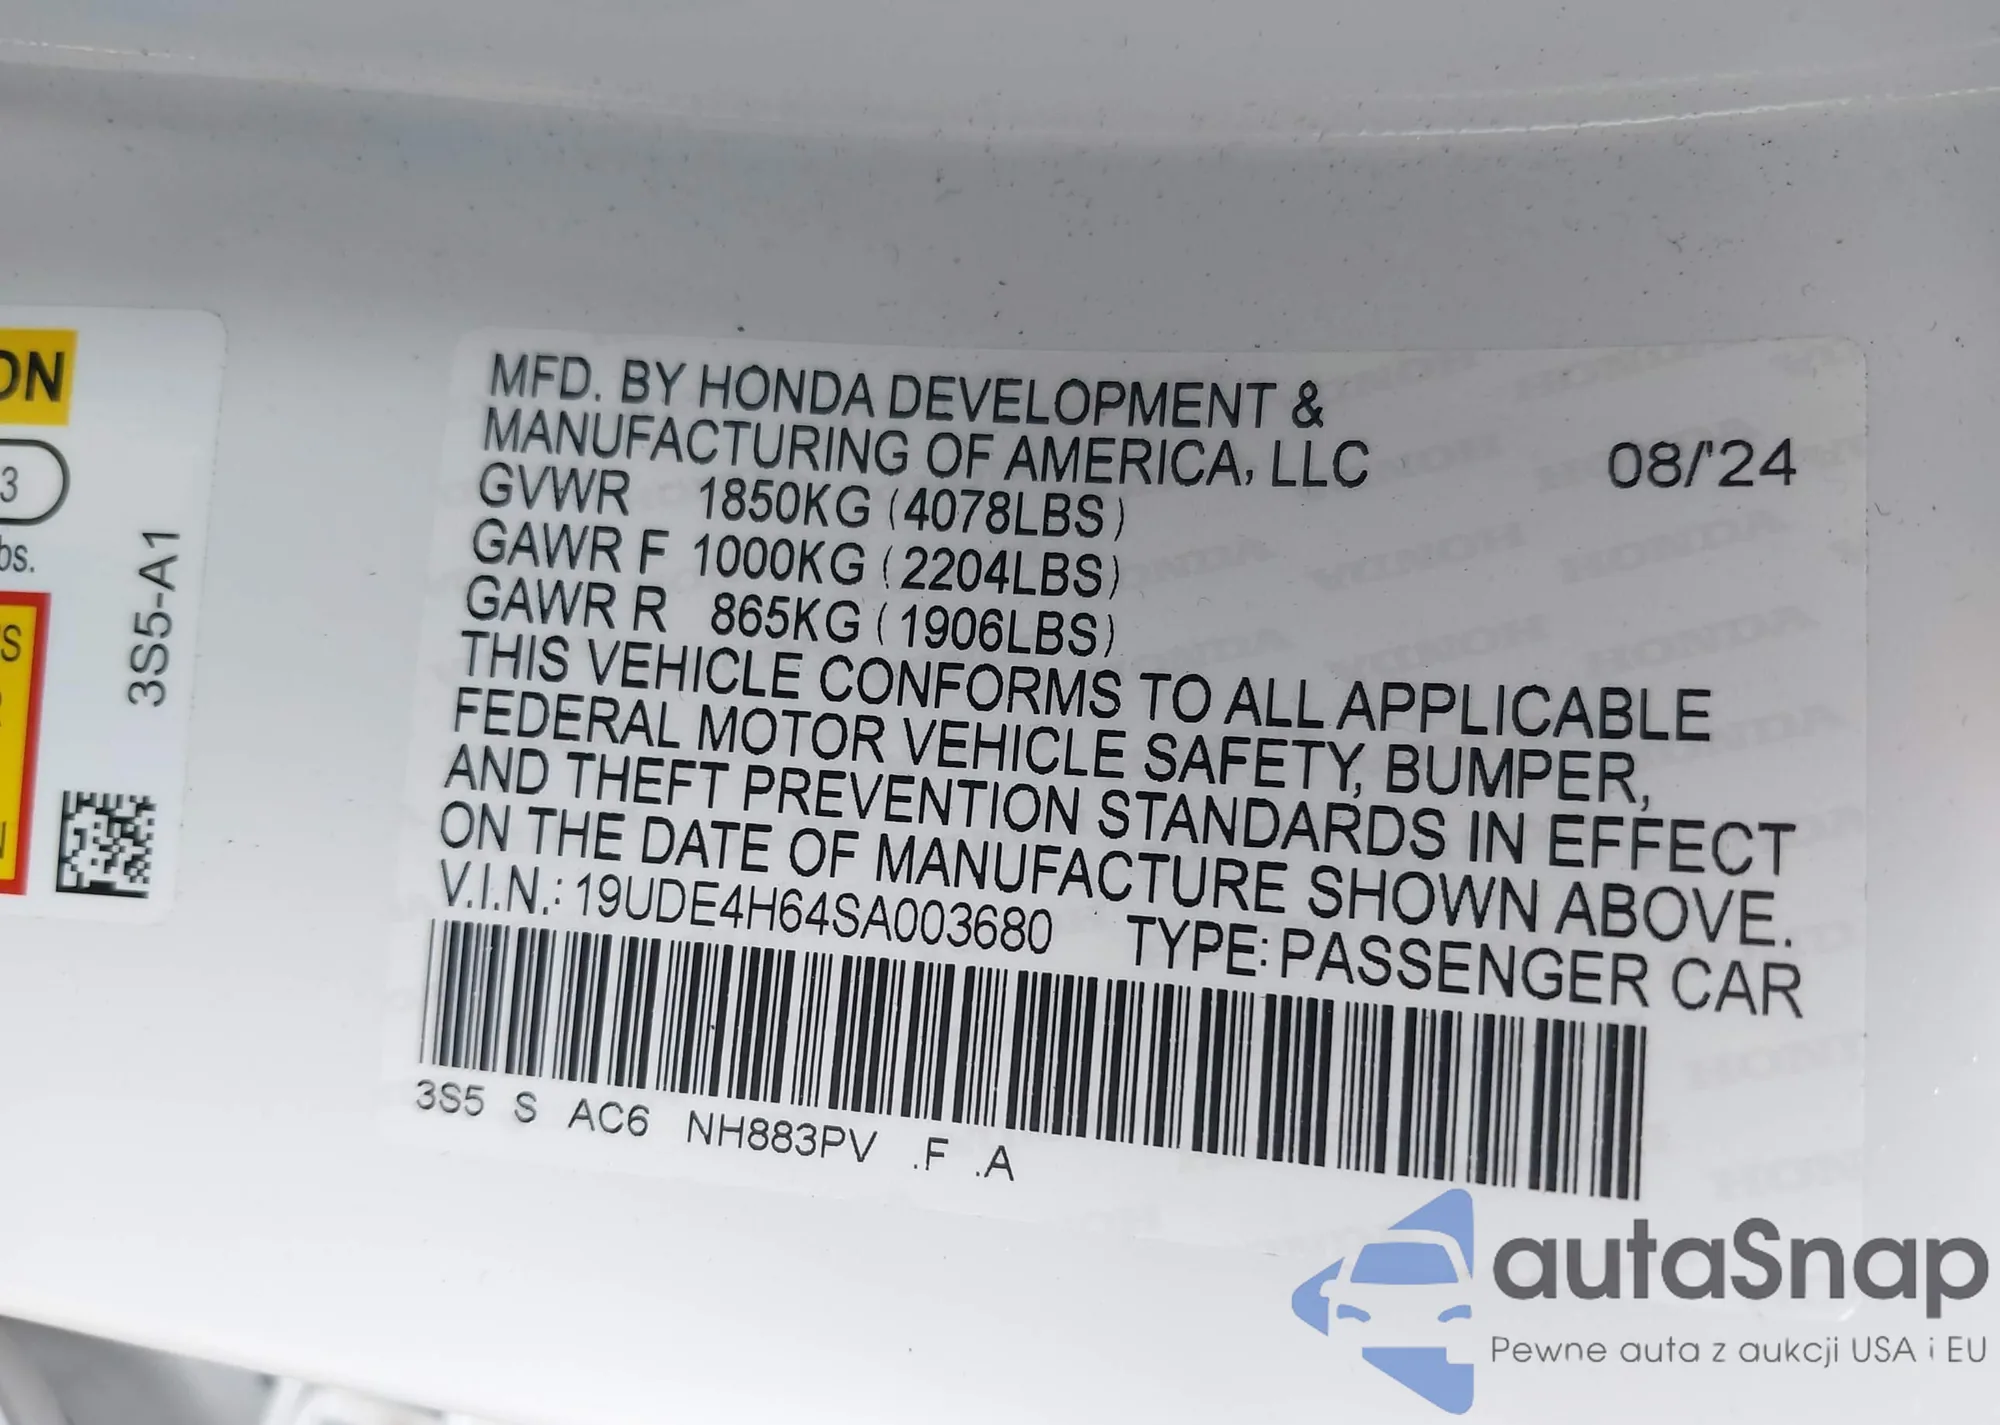 ON
3
bs.
S
3S5-A1
MFD. BY HONDA DEVELOPMENT &
MANUFACTURING OF AMERICA, LLC 08/'24
GVWR 1850KG (4078LBS)
GAWR F 1000KG (2204LBS)
GAWR R 865KG (1906LBS)
THIS VEHICLE CONFORMS TO ALL APPLICABLE
FEDERAL MOTOR VEHICLE SAFETY, BUMPER,
AND THEFT PREVENTION STANDARDS IN EFFECT
ON THE DATE OF MANUFACTURE SHOWN ABOVE.
V.I.N.: 19UDE4H64SA003680 TYPE: PASSENGER CAR
3S5 S AC6 NH883PV .F .A
autaSnap
Pewne auta z aukcji USA i EU